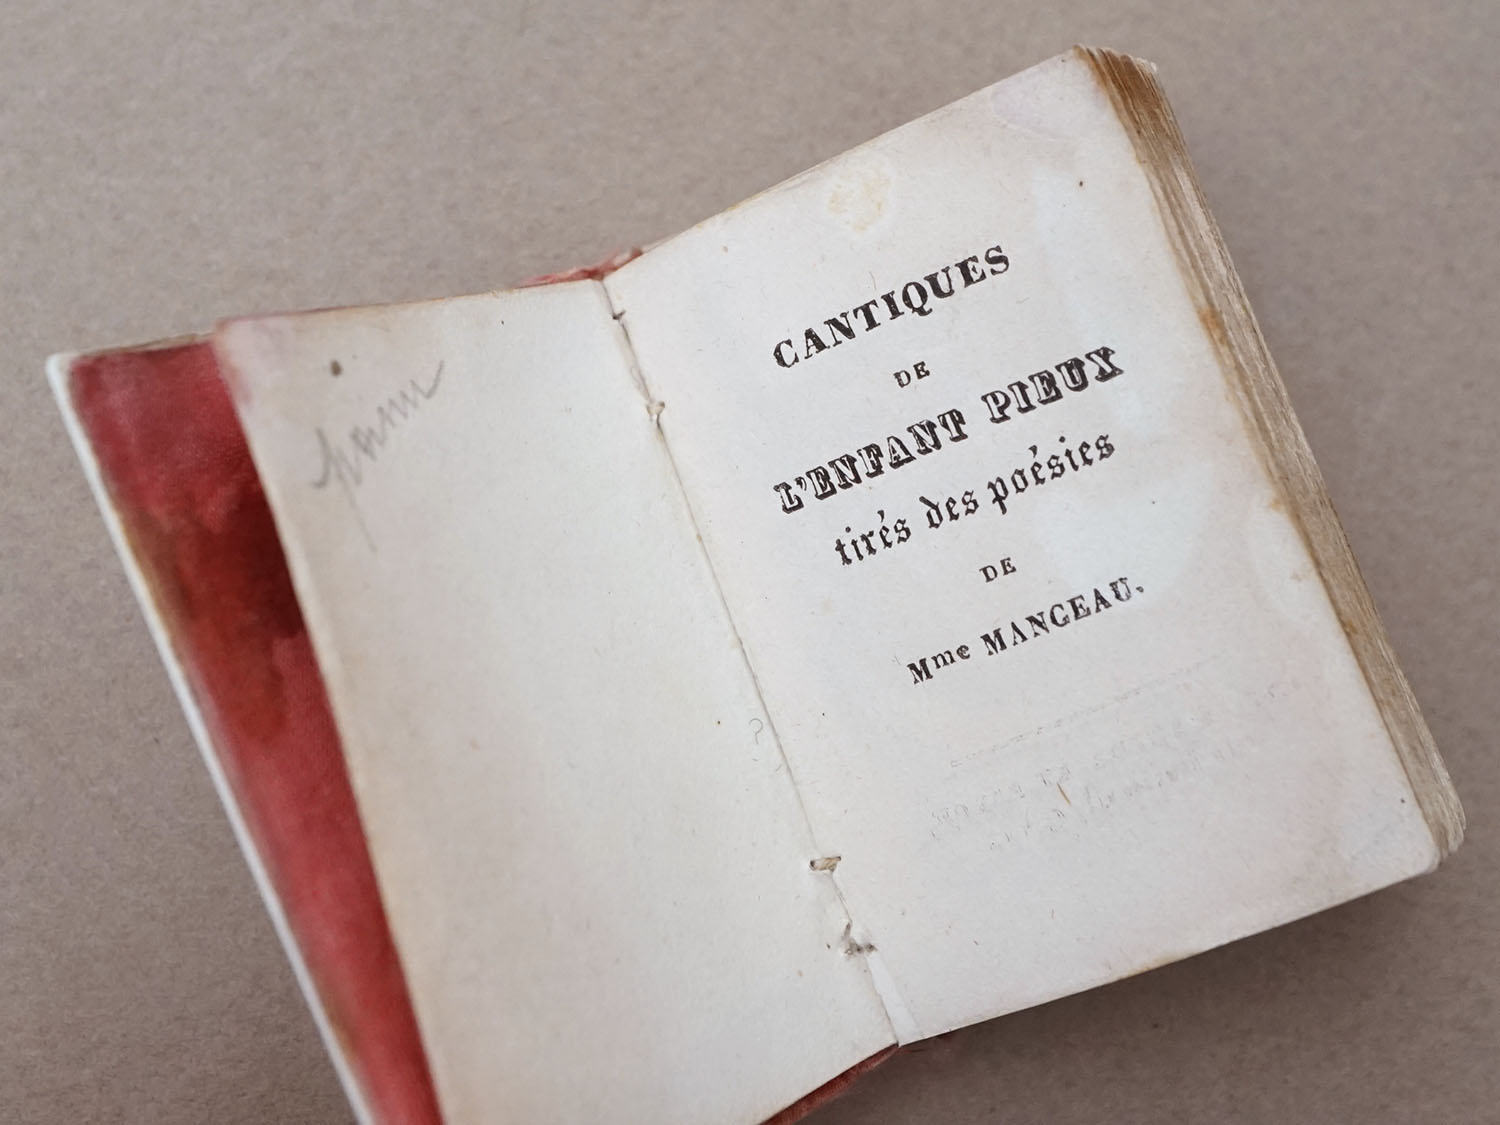 CANTIQUES
DE
L'ENFANT PIEUX
tirés des poésies
DE
Mme MANCEAU.